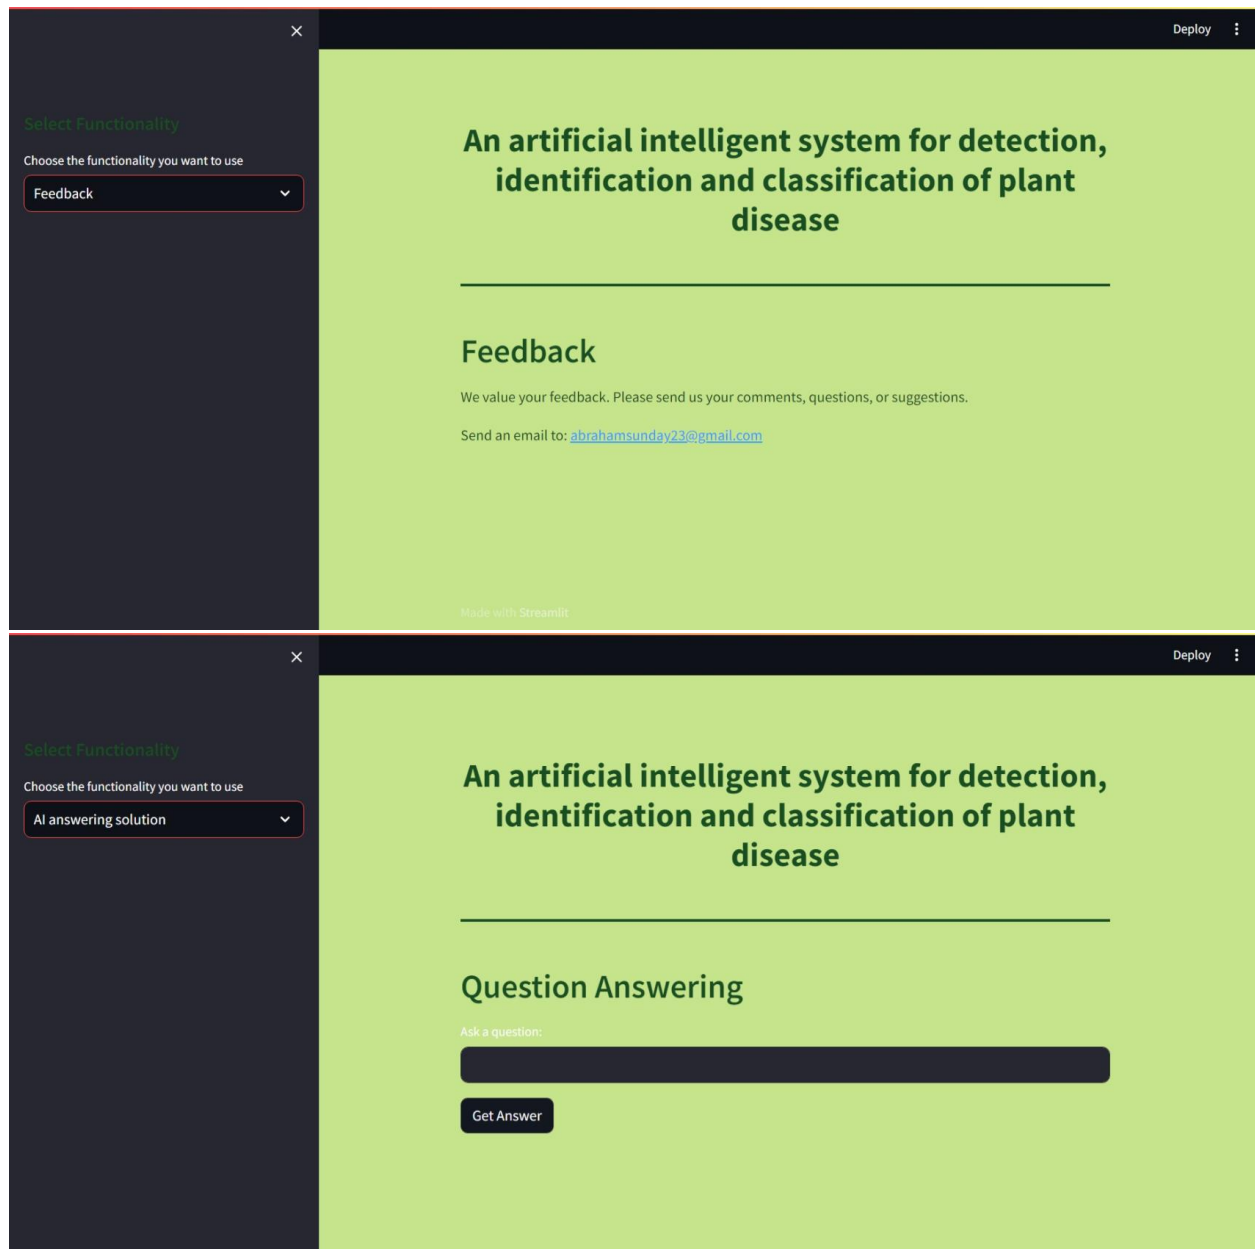 Deploy
Select Functionality
Choose the functionality you want to use
Feedback
An artificial intelligent system for detection,
identification and classification of plant
disease
Feedback
We value your feedback. Please send us your comments, questions, or suggestions.
Send an email to: abrahamsunday23@gmail.com
Made with Streamlit
Deploy
Select Functionality
Choose the functionality you want to use
AI answering solution
An artificial intelligent system for detection,
identification and classification of plant
disease
Question Answering
Ask a question:
Get Answer